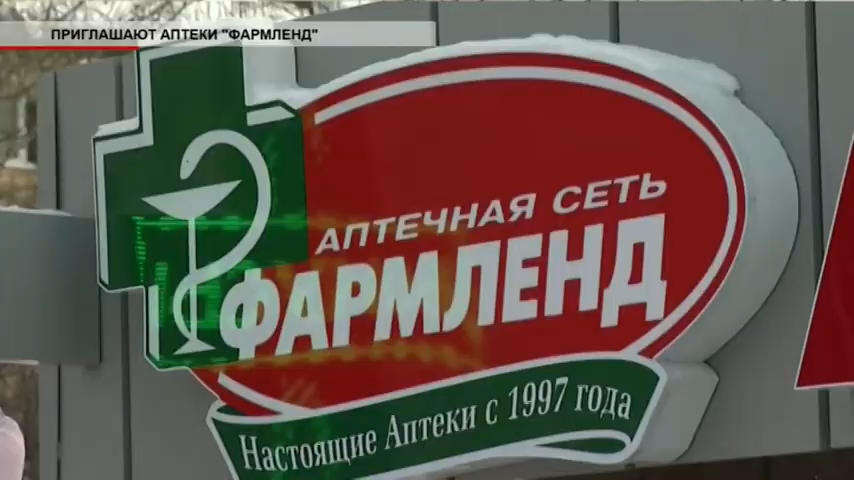 ПРИГЛАШАЮТ АПТЕКИ "ФАРМЛЕНД"
АПТЕЧНАЯ СЕТЬ
ФАРМЛЕНД
Настоящие Аптеки с 1997 года